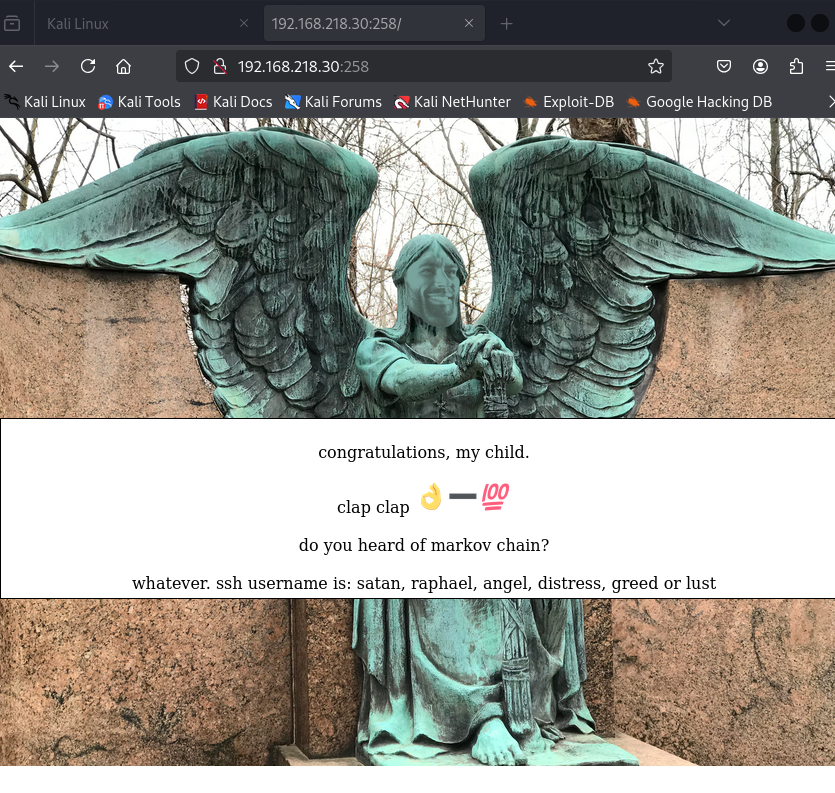 Kali Linux
192.168.218.30:258/
192.168.218.30:258
Kali Linux Kali Tools Kali Docs Kali Forums Kali NetHunter Exploit-DB Google Hacking DB
congratulations, my child.
clap clap 👌➖💯
do you heard of markov chain?
whatever. ssh username is: satan, raphael, angel, distress, greed or lust